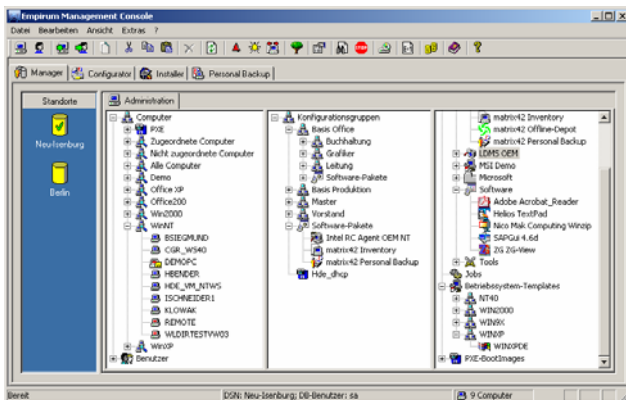 Empirum Management Console
Datei Bearbeiten Ansicht Extras ?
Manager Configurator Installer Personal Backup
Standorte
Neu-Isenburg
Berlin
Administration
Computer
PXE
Zugeordnete Computer
Nicht zugeordnete Computer
Alle Computer
Demo
Office XP
Office200
Win2000
WinNT
BSIEGMUND
CGR_WS40
DEMOPC
HBENDER
HDE_VM_NTWS
ISCHNEIDER1
KLOWAK
REMOTE
WLDIRTESTVW03
WinXP
Benutzer
Konfigurationsgruppen
Basis Office
Buchhaltung
Grafiker
Leitung
Software-Pakete
Basis Produktion
Master
Vorstand
Software-Pakete
Intel RC Agent OEM NT
matrix42 Inventory
matrix42 Personal Backup
Hde_dhcp
matrix42 Inventory
matrix42 Offline-Depot
matrix42 Personal Backup
LDMS OEM
MSI Demo
Microsoft
Software
Adobe Acrobat_Reader
Helios TextPad
Nico Mak Computing Winzip
SAPGui 4.6d
ZG ZG-View
Tools
Jobs
Betriebssystem-Templates
NT40
WIN2000
WIN9X
WINXP
WINXPDE
PXE-BootImages
Bereit
DSN: Neu-Isenburg; DB-Benutzer: sa
9 Computer